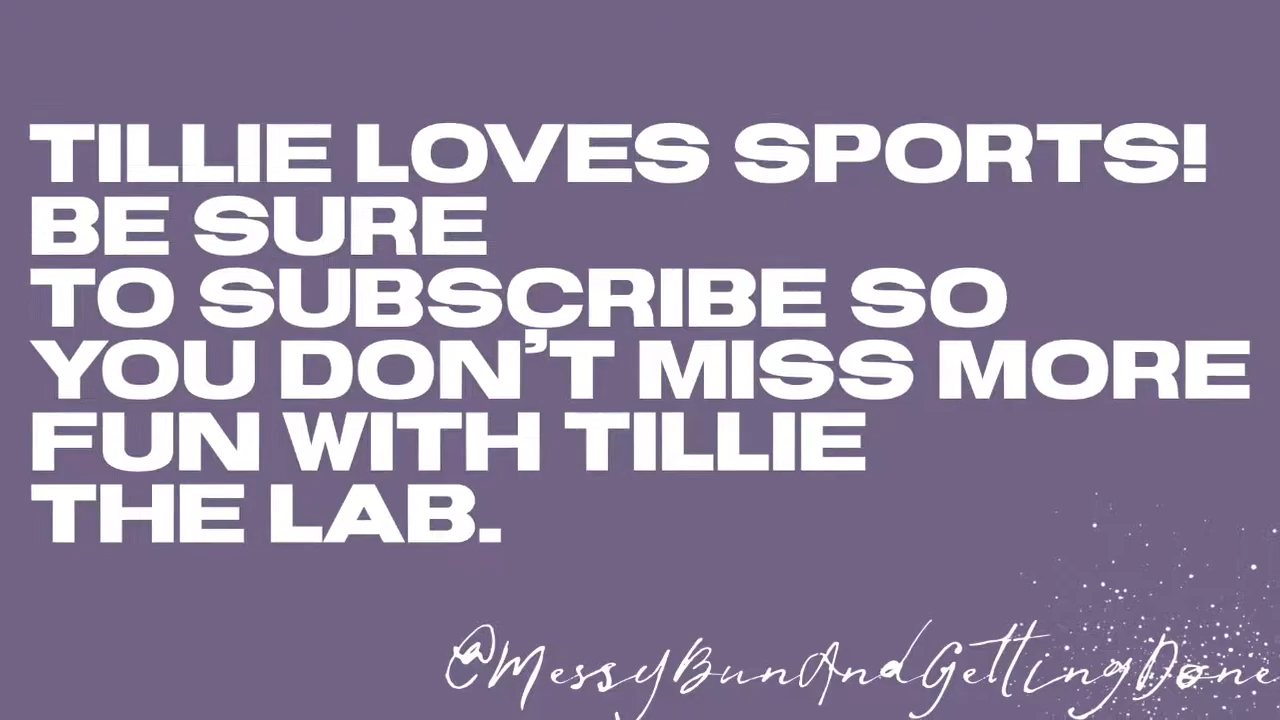 TILLIE LOVES SPORTS!
BE SURE
TO SUBSCRIBE SO
YOU DON'T MISS MORE
FUN WITH TILLIE
THE LAB.
@MessyBunAndGettingDone